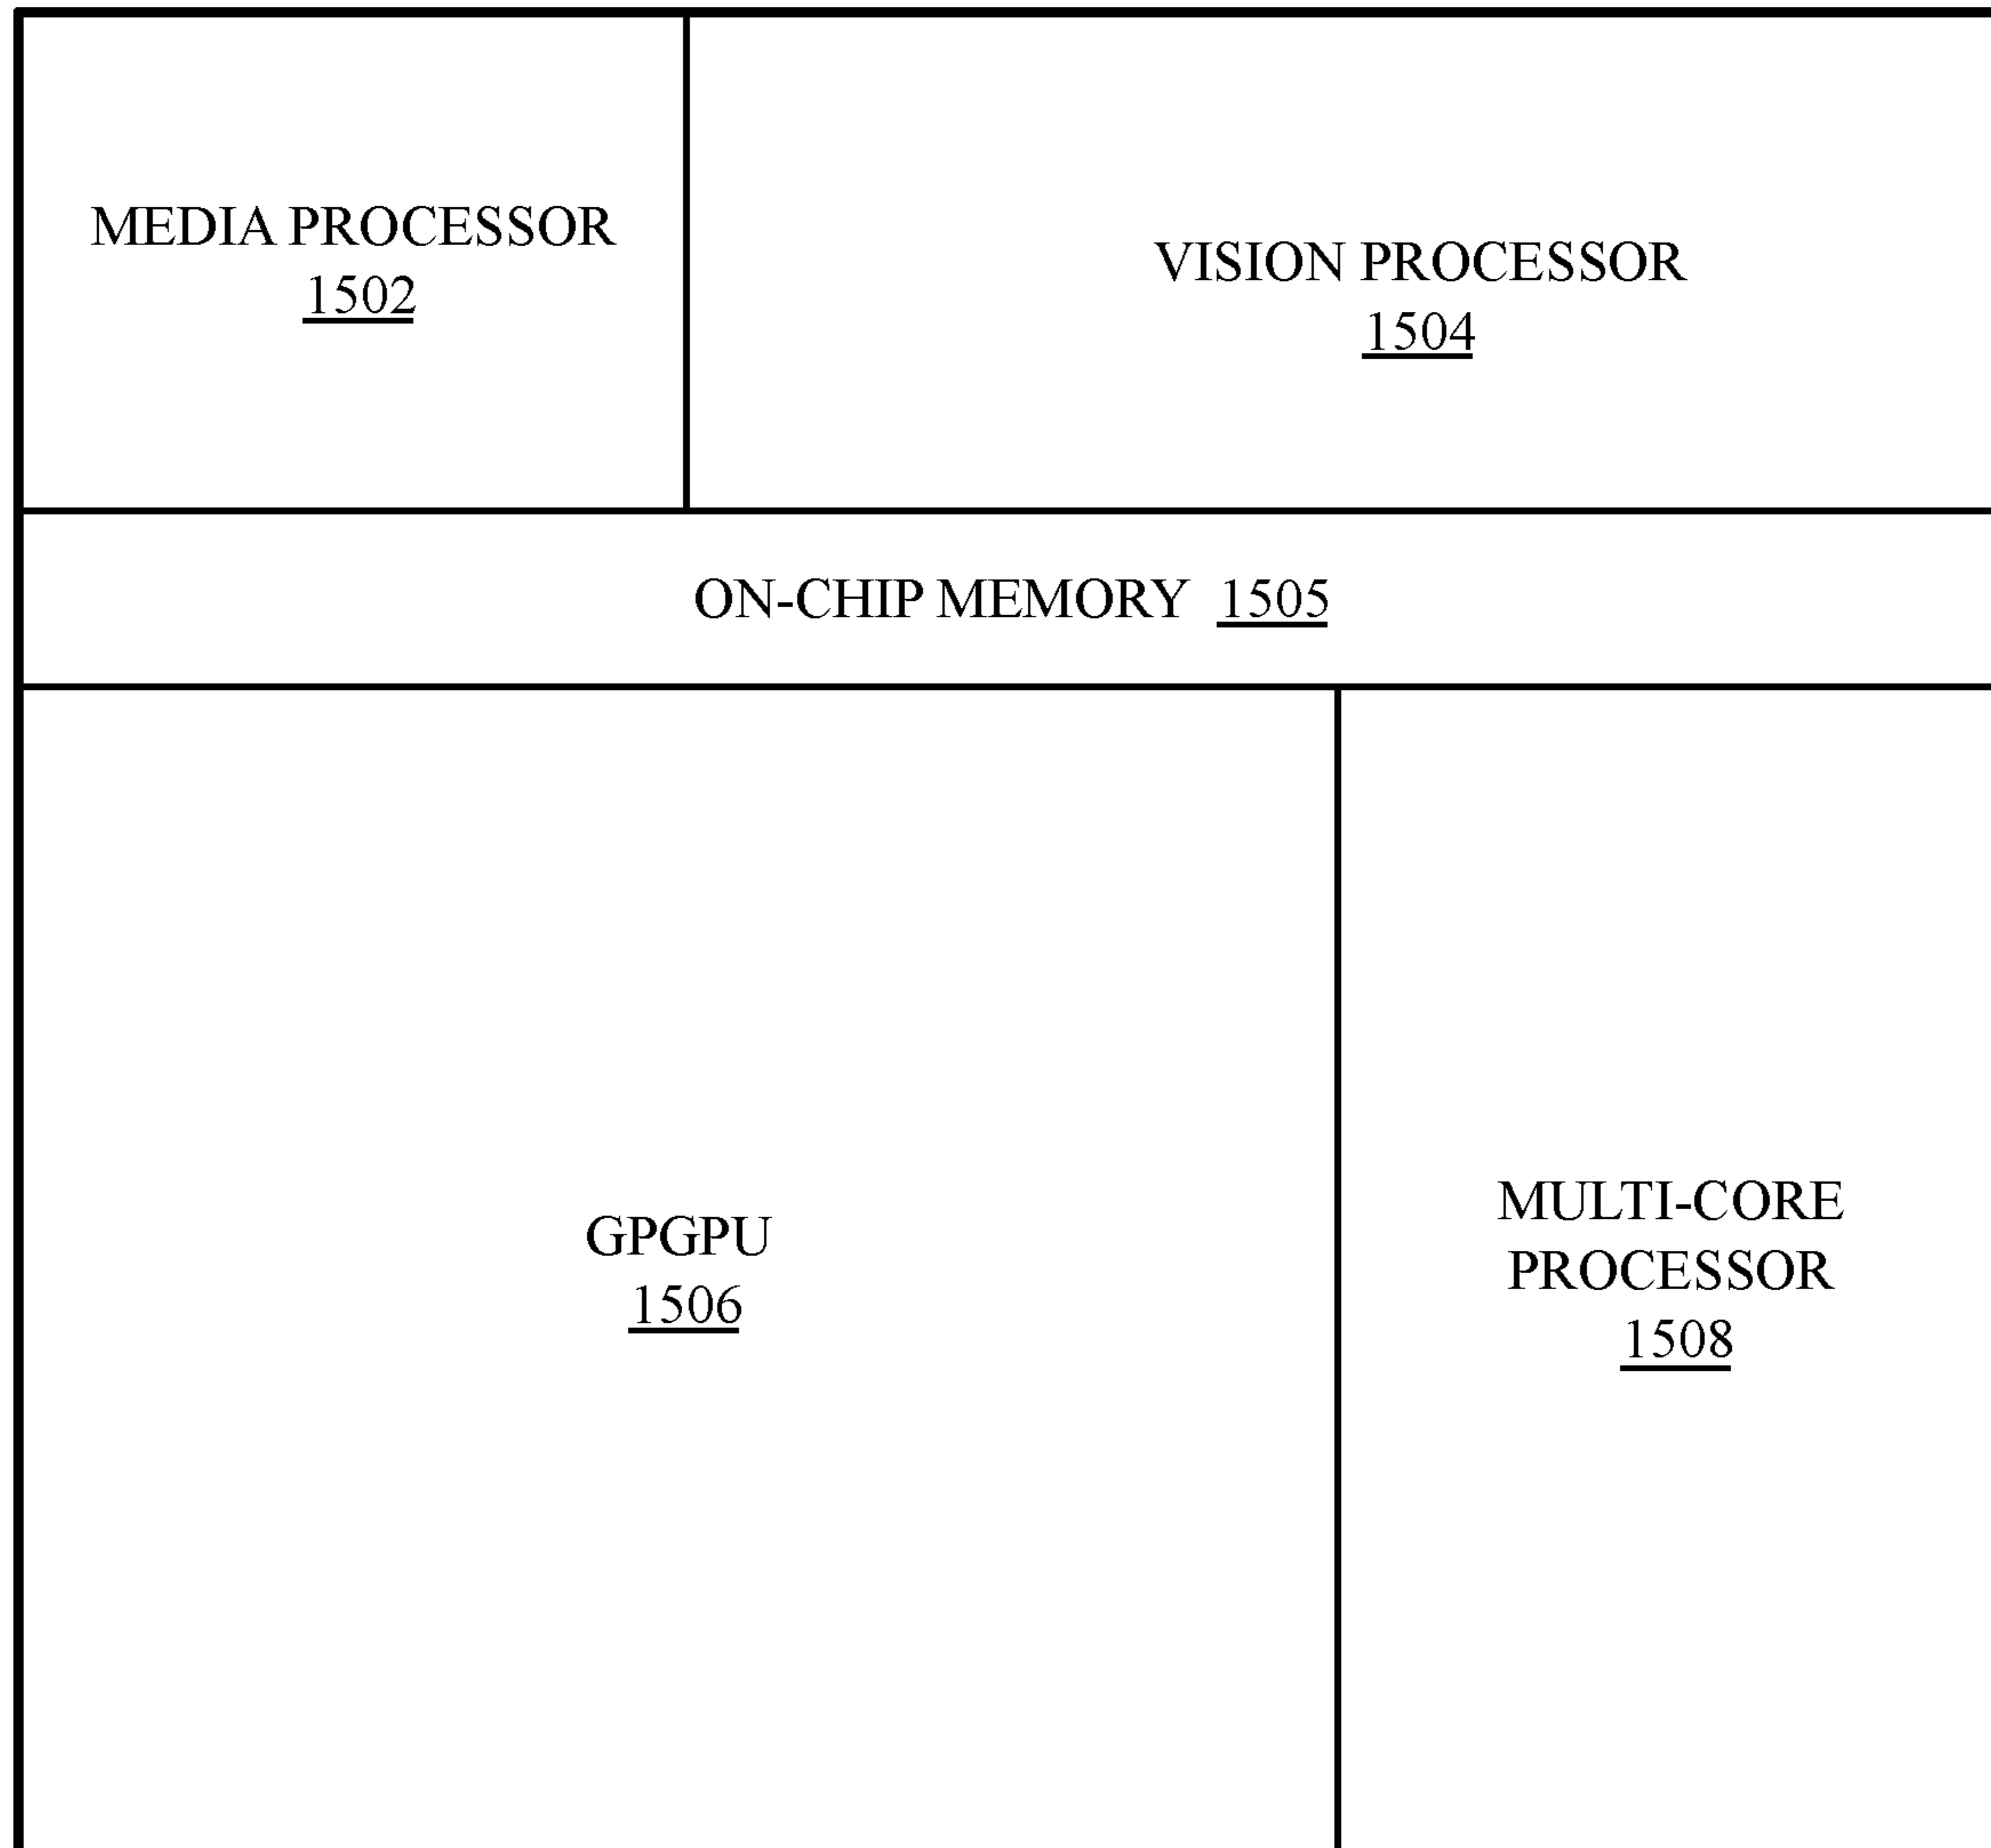 MEDIA PROCESSOR
1502
VISION PROCESSOR
1504
ON-CHIP MEMORY 1505
GPGPU
1506
MULTI-CORE
PROCESSOR
1508